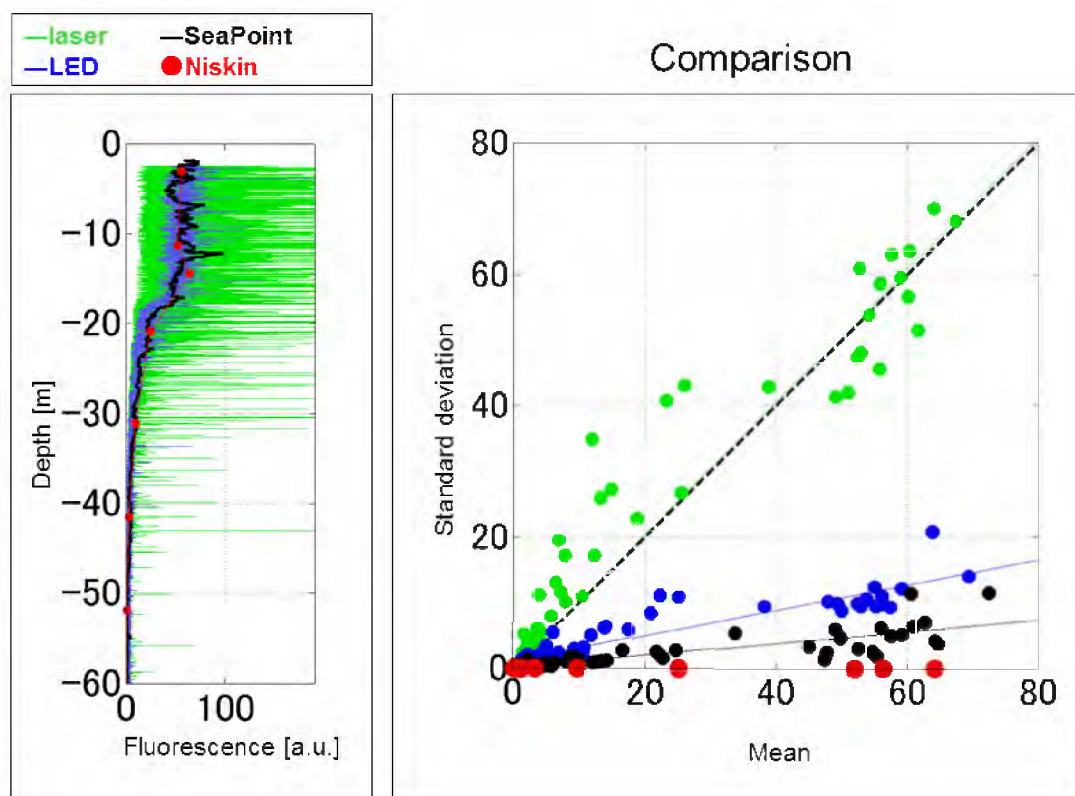 —laser —SeaPoint
—LED ●Niskin
Comparison
0
−10
−20
−30
−40
−50
−60
0 100
Depth [m]
Fluorescence [a.u.]
80
60
40
20
0
0 20 40 60 80
Standard deviation
Mean